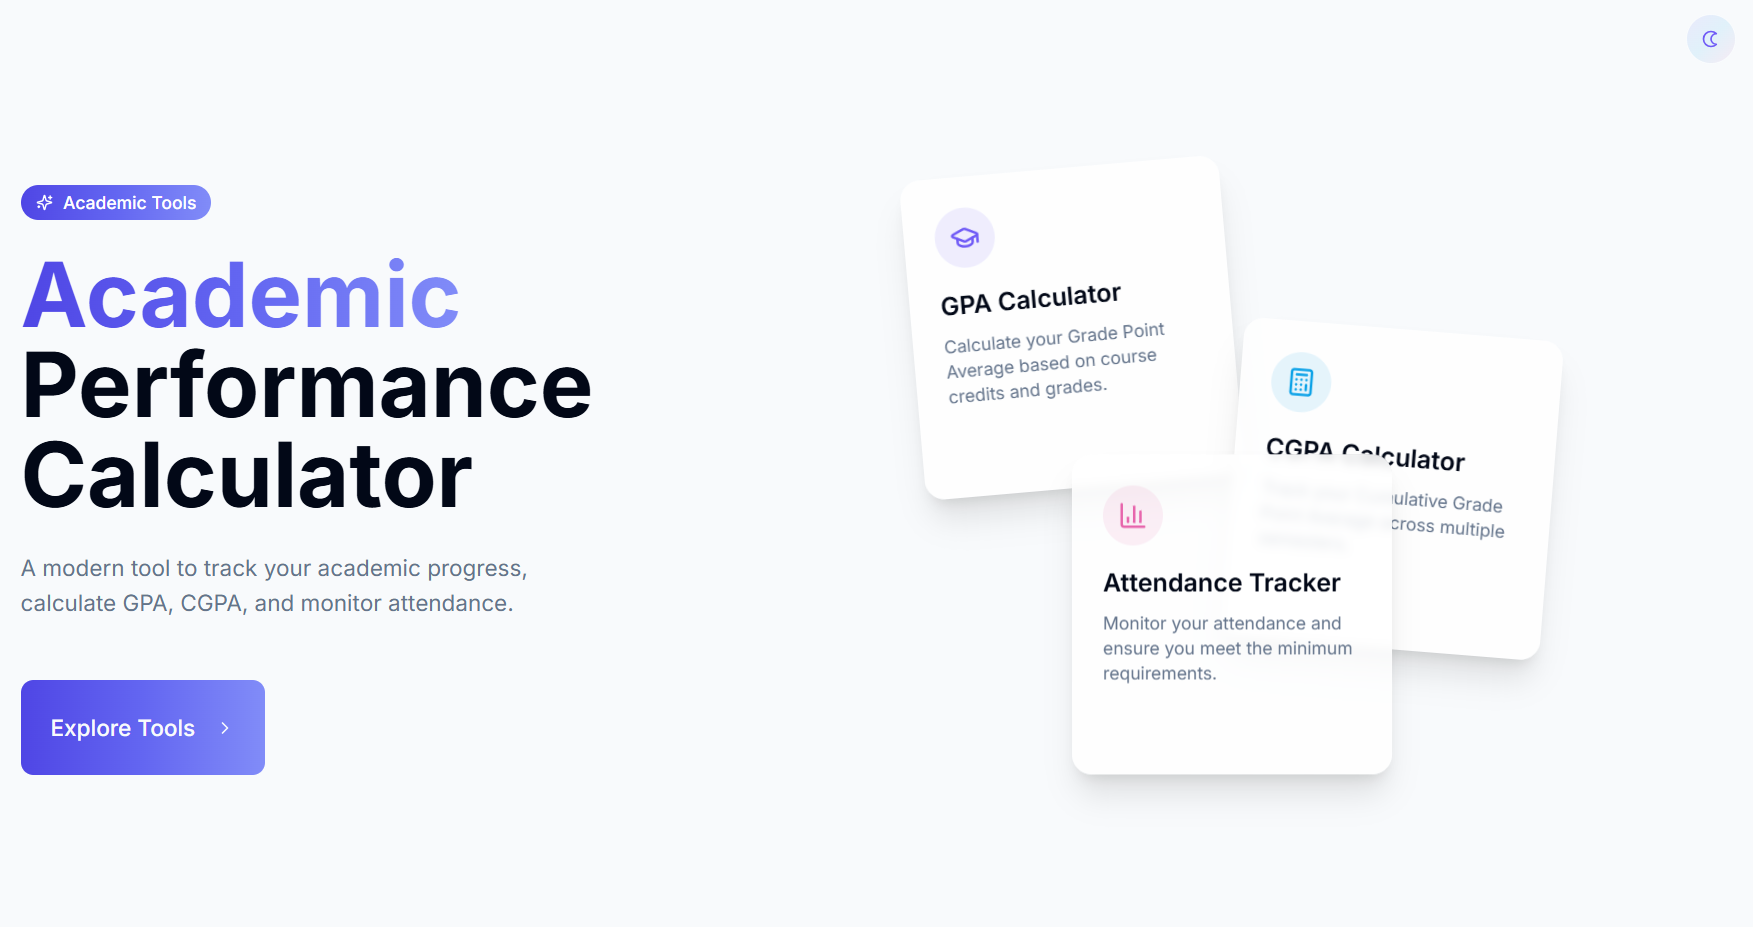 Academic Tools
Academic
Performance
Calculator
A modern tool to track your academic progress,
calculate GPA, CGPA, and monitor attendance.
Explore Tools
GPA Calculator
Calculate your Grade Point
Average based on course
credits and grades.
CGPA Calculator
Grade
multiple
Attendance Tracker
Monitor your attendance and
ensure you meet the minimum
requirements.